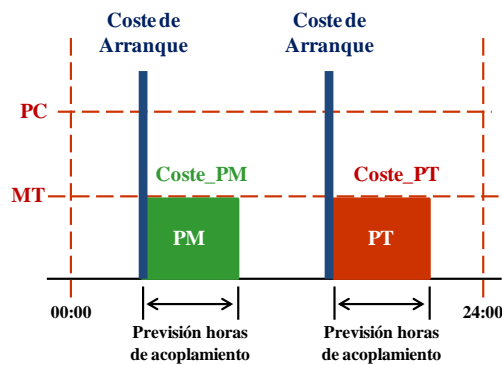 Coste de
Arranque
Coste de
Arranque
PC
Coste_PM
Coste_PT
MT
PM
PT
00:00
24:00
Previsión horas
de acoplamiento
Previsión horas
de acoplamiento